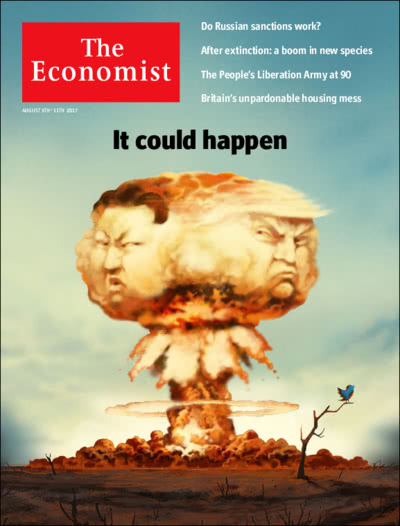 The
Economist
AUGUST 5TH–11TH 2017
Do Russian sanctions work?
After extinction: a boom in new species
The People's Liberation Army at 90
Britain's unpardonable housing mess
It could happen